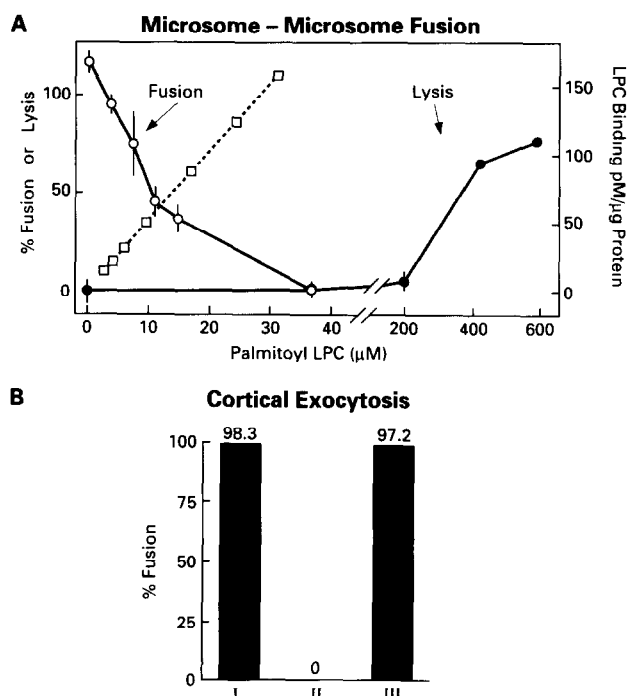 A
Microsome – Microsome Fusion
% Fusion or Lysis
100
50
0
Fusion
Lysis
150
100
50
0
LPC Binding pM/µg Protein
0 10 20 30 40 200 400 600
Palmitoyl LPC (µM)
B
Cortical Exocytosis
% Fusion
100
75
50
25
0
98.3
0
97.2
I II III